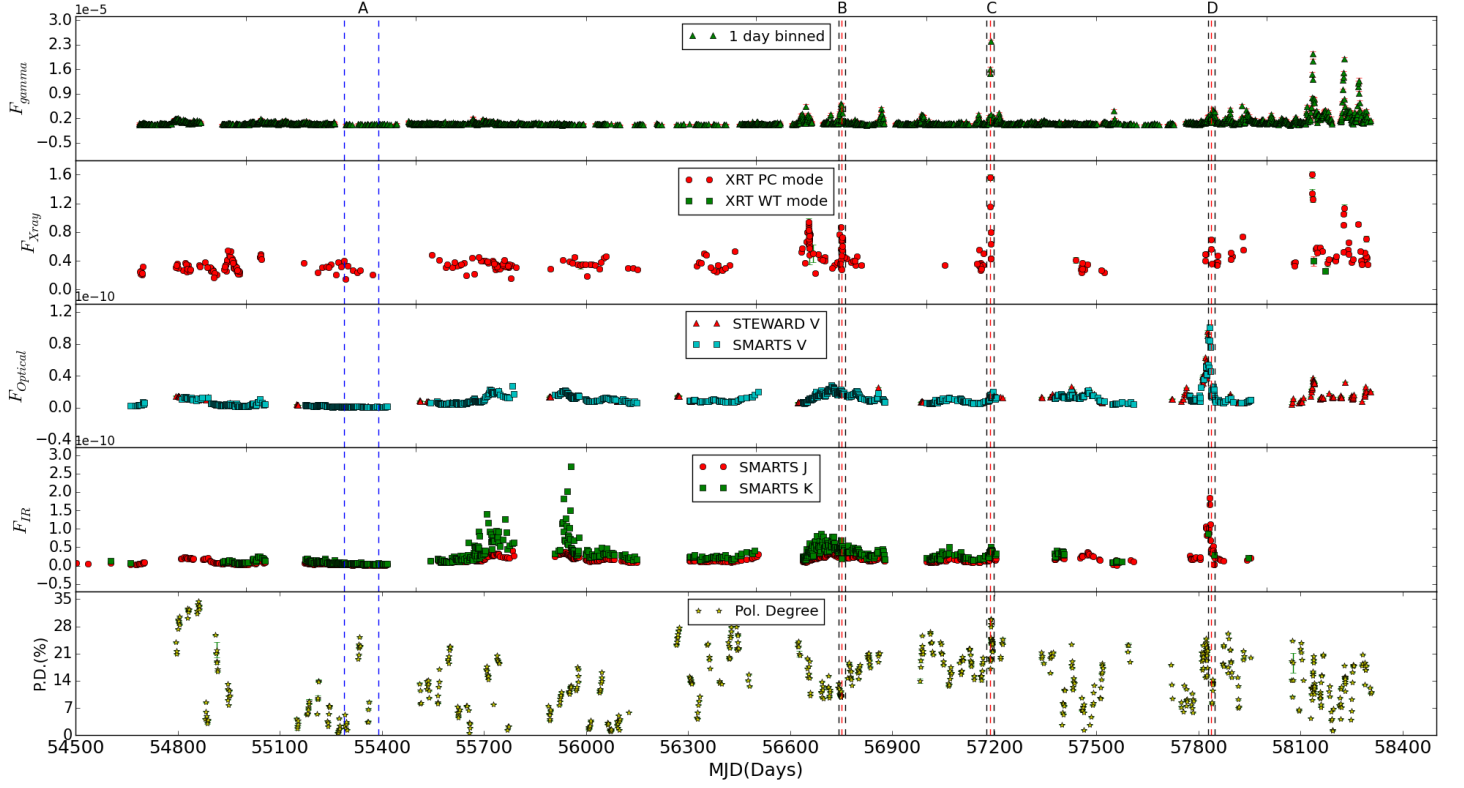 A B C D
1e−5
3.0
2.3
1.6
0.9
0.2
−0.5
F_gamma
1 day binned
1.6
1.2
0.8
0.4
0.0
F_Xray
XRT PC mode
XRT WT mode
1e−10
1.2
0.8
0.4
0.0
−0.4
F_Optical
STEWARD V
SMARTS V
1e−10
3.0
2.5
2.0
1.5
1.0
0.5
0.0
−0.5
F_IR
SMARTS J
SMARTS K
35
28
21
14
7
0
P.D.(%)
Pol. Degree
54500 54800 55100 55400 55700 56000 56300 56600 56900 57200 57500 57800 58100 58400
MJD(Days)